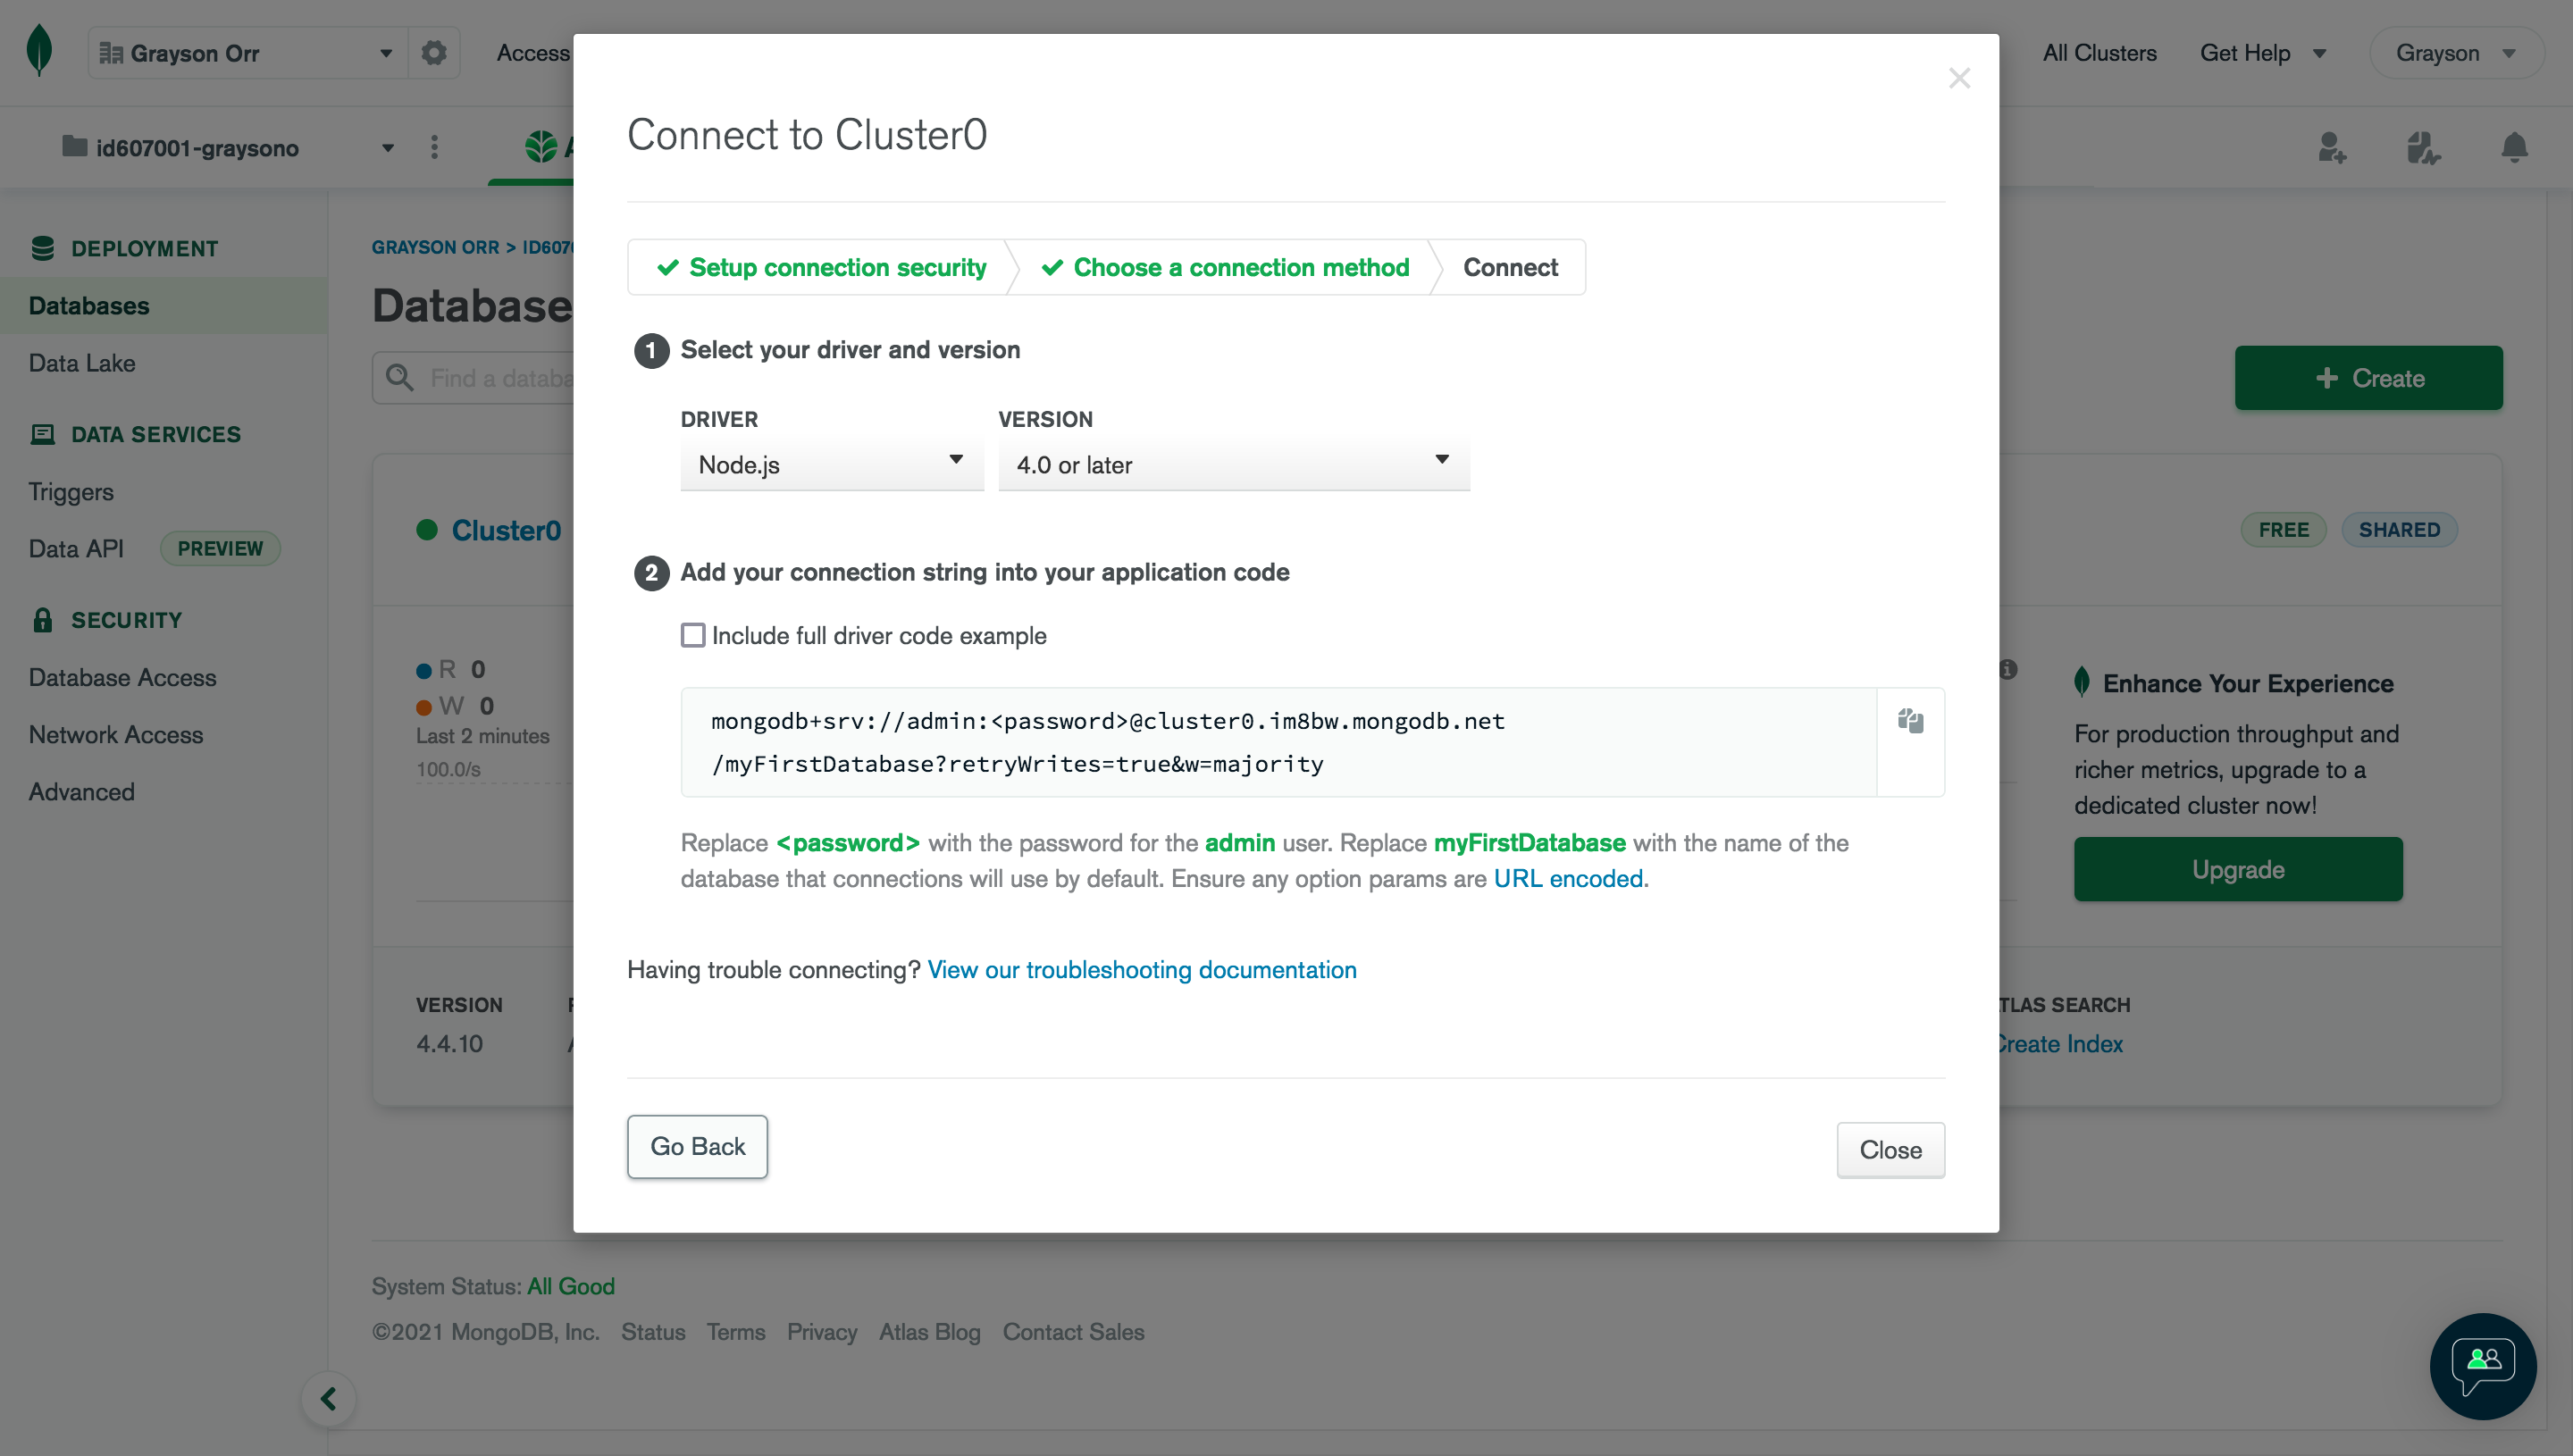 Grayson Orr
Access
All Clusters
Get Help
Grayson
id607001-graysono
DEPLOYMENT
Databases
Data Lake
DATA SERVICES
Triggers
Data API
PREVIEW
SECURITY
Database Access
Network Access
Advanced
GRAYSON ORR >
Database
Find a databa
Create
Cluster0
FREE
SHARED
R 0
W 0
Last 2 minutes
100.0/s
Enhance Your Experience
For production throughput and
richer metrics, upgrade to a
dedicated cluster now!
Upgrade
VERSION
4.4.10
TLAS SEARCH
Create Index
Connect to Cluster0
Setup connection security
Choose a connection method
Connect
1 Select your driver and version
DRIVER
VERSION
Node.js
4.0 or later
2 Add your connection string into your application code
Include full driver code example
mongodb+srv://admin:<password>@cluster0.im8bw.mongodb.net
/myFirstDatabase?retryWrites=true&w=majority
Replace <password> with the password for the admin user. Replace myFirstDatabase with the name of the
database that connections will use by default. Ensure any option params are URL encoded.
Having trouble connecting? View our troubleshooting documentation
Go Back
Close
System Status: All Good
©2021 MongoDB, Inc. Status Terms Privacy Atlas Blog Contact Sales